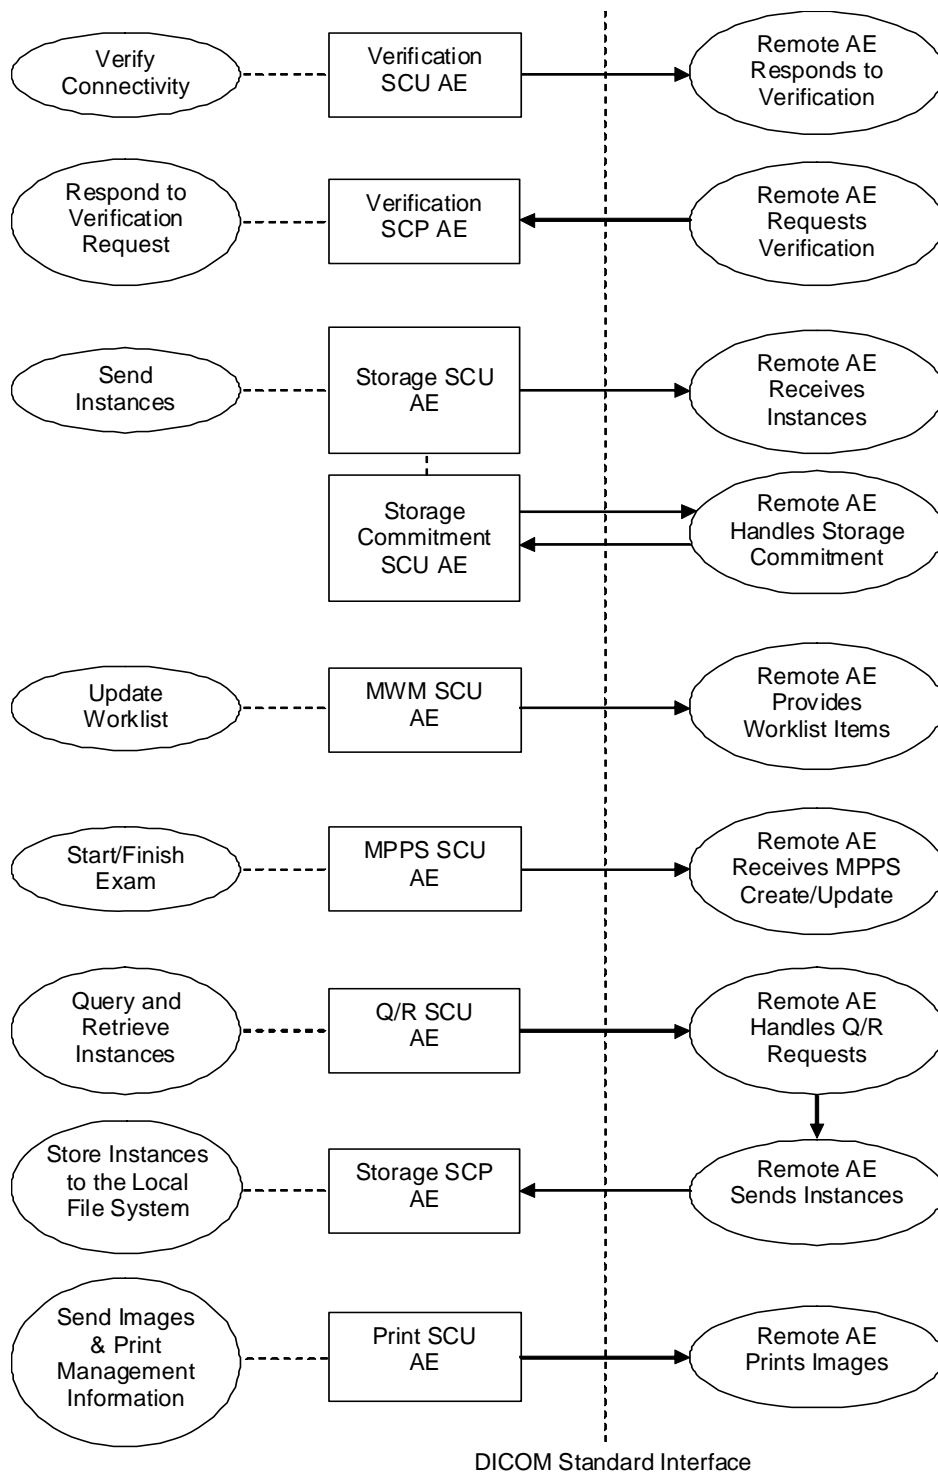 Verify
Connectivity
Verification
SCU AE
Remote AE
Responds to
Verification
Respond to
Verification
Request
Verification
SCP AE
Remote AE
Requests
Verification
Send
Instances
Storage SCU
AE
Remote AE
Receives
Instances
Storage
Commitment
SCU AE
Remote AE
Handles Storage
Commitment
Update
Worklist
MWM SCU
AE
Remote AE
Provides
Worklist Items
Start/Finish
Exam
MPPS SCU
AE
Remote AE
Receives MPPS
Create/Update
Query and
Retrieve
Instances
Q/R SCU
AE
Remote AE
Handles Q/R
Requests
Store Instances
to the Local
File System
Storage SCP
AE
Remote AE
Sends Instances
Send Images
& Print
Management
Information
Print SCU
AE
Remote AE
Prints Images
DICOM Standard Interface